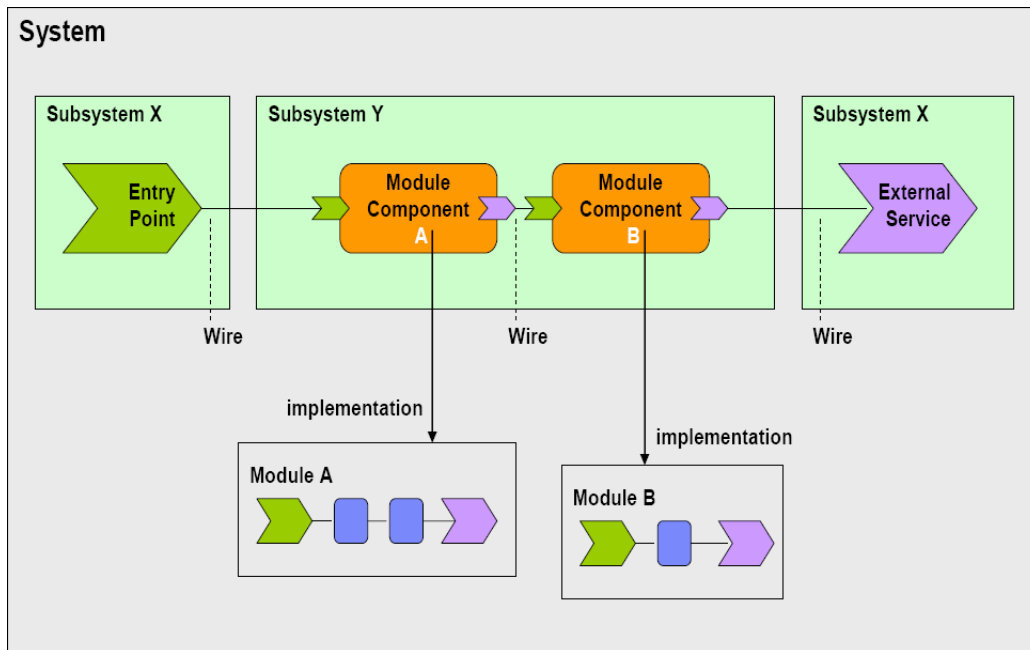 System
Subsystem X
Subsystem Y
Subsystem X
Entry
Point
Module
Component
A
Module
Component
B
External
Service
Wire
Wire
Wire
implementation
implementation
Module A
Module B